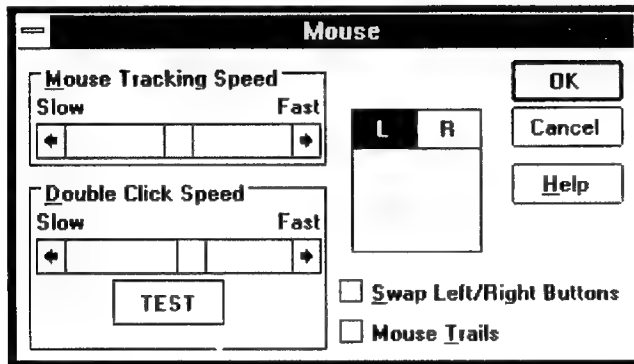 Mouse
Mouse Tracking Speed
Slow Fast
Double Click Speed
Slow Fast
TEST
L R
OK
Cancel
Help
Swap Left/Right Buttons
Mouse Trails